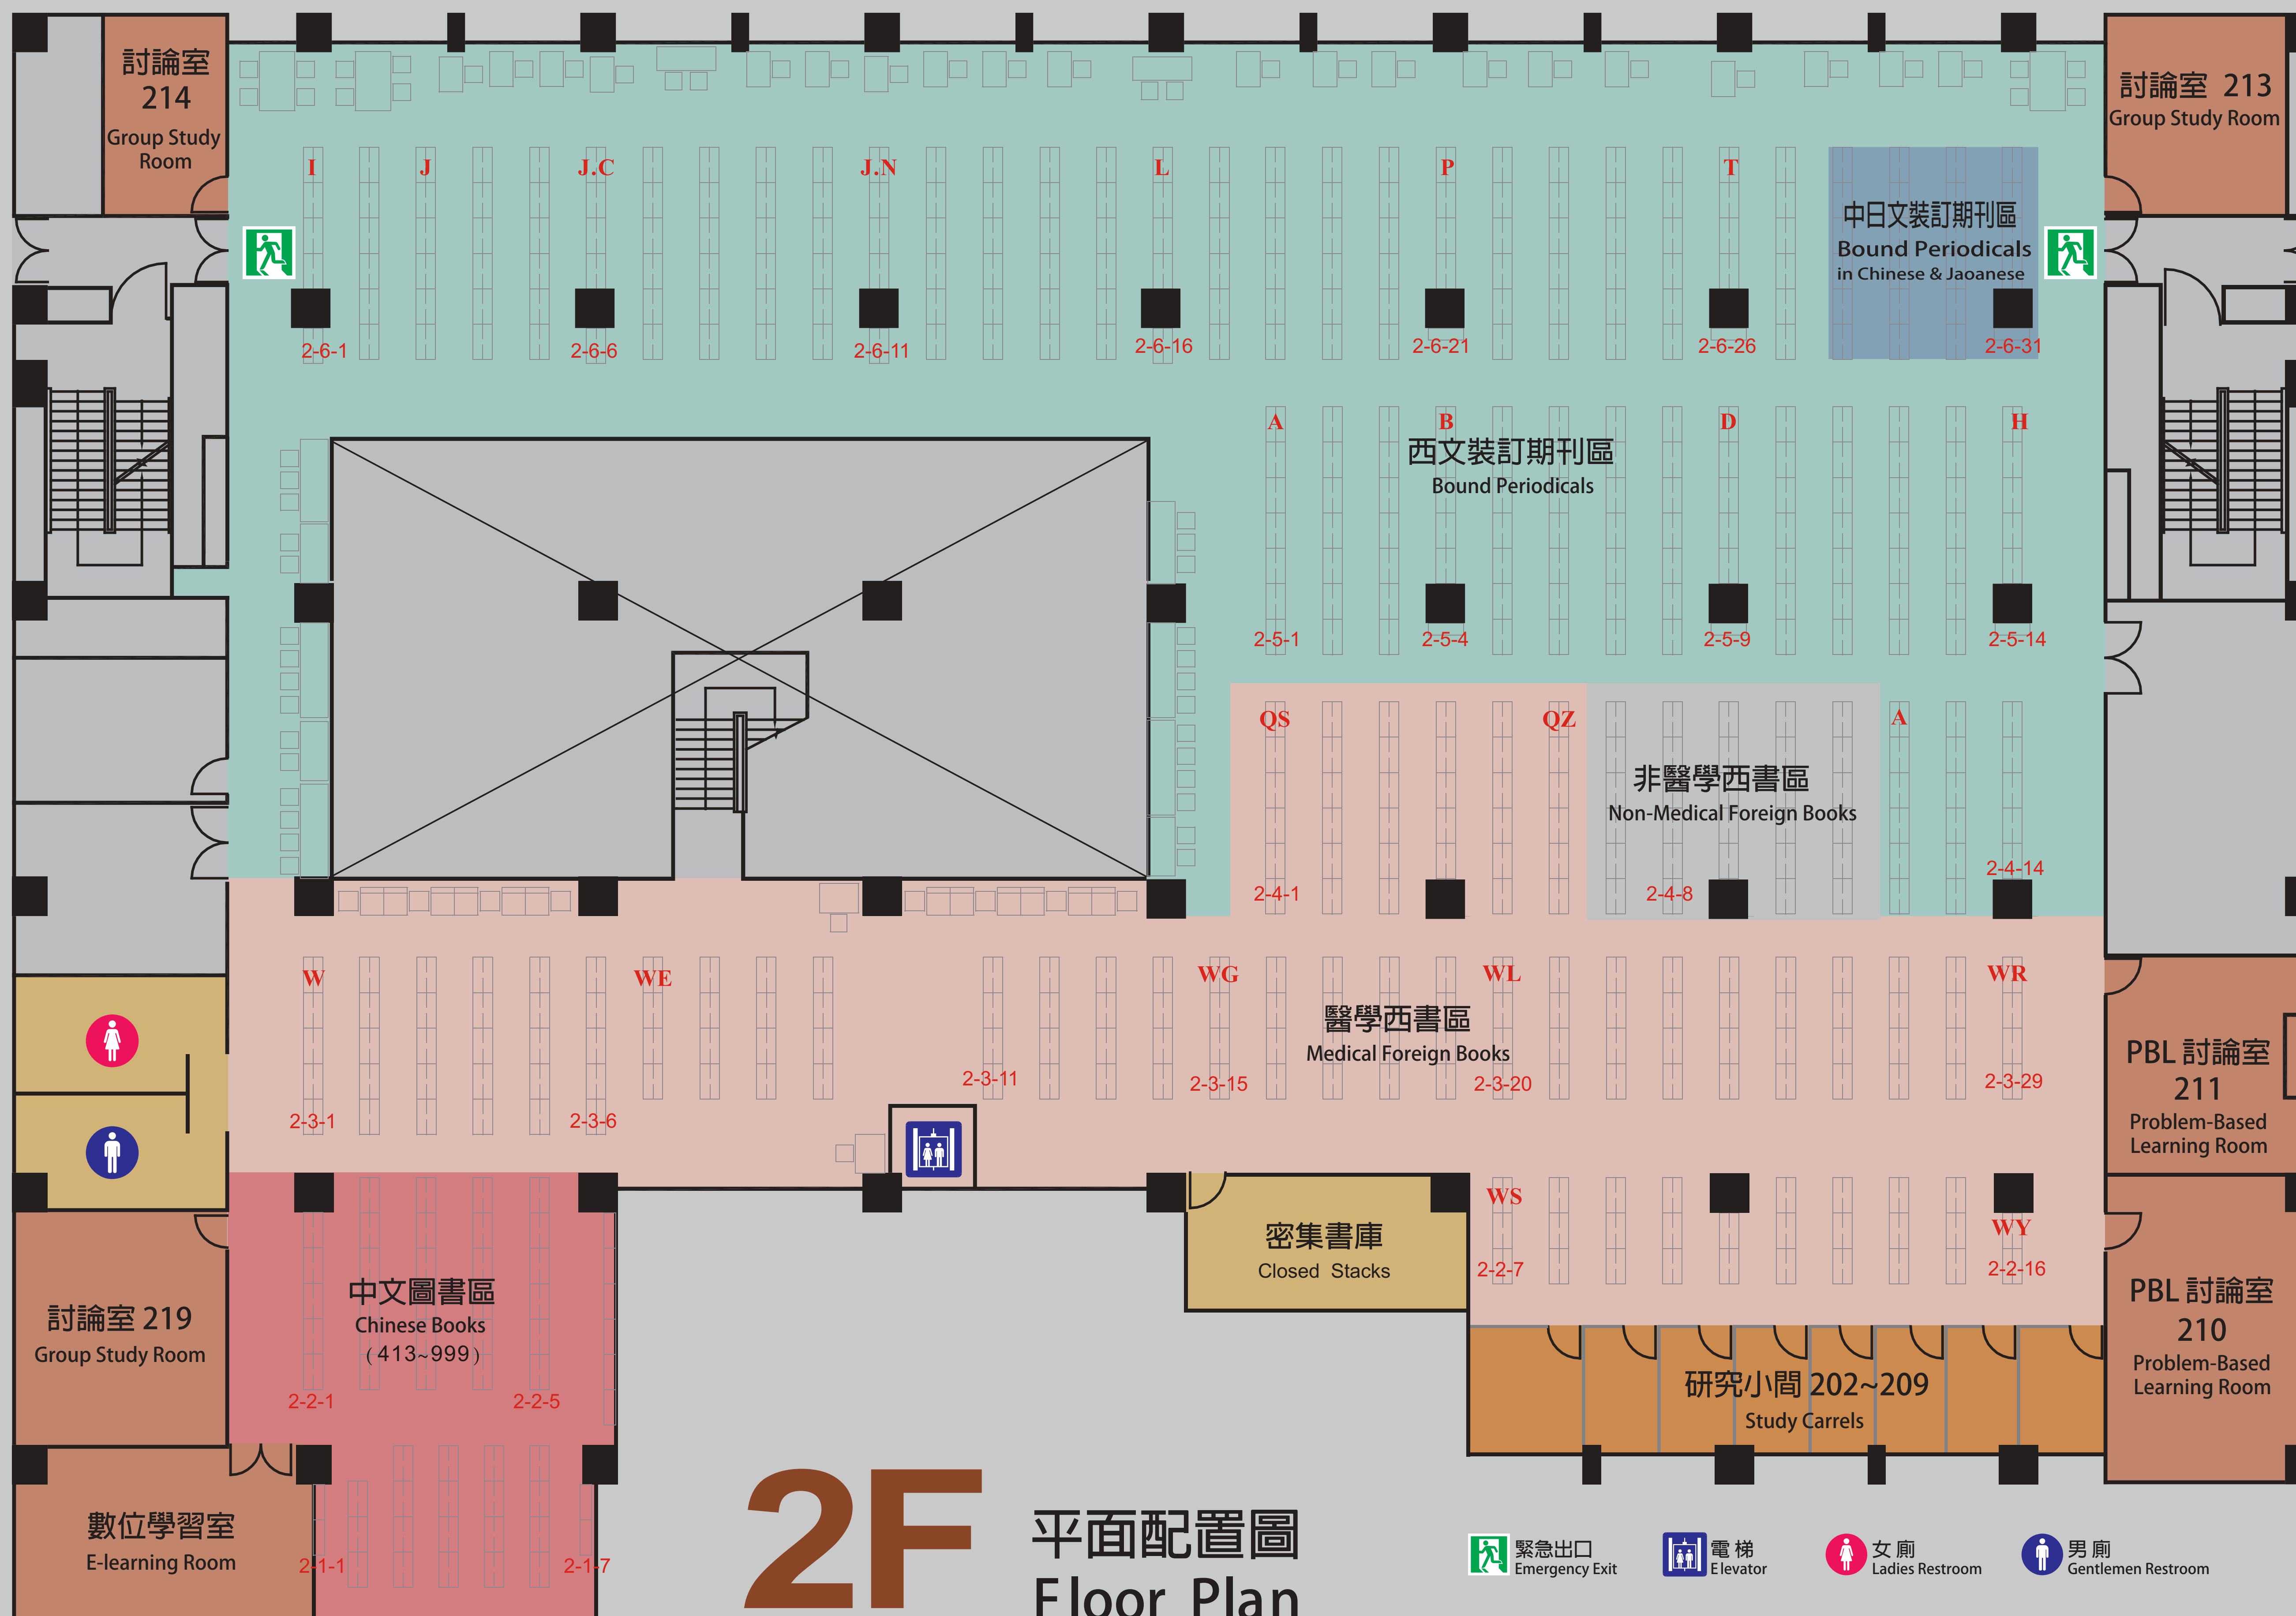 討論室
214
Group Study
Room
討論室 213
Group Study Room
I
J
J.C
J.N
L
P
T
中日文裝訂期刊區
Bound Periodicals
in Chinese & Jaoanese
2-6-1
2-6-6
2-6-11
2-6-16
2-6-21
2-6-26
2-6-31
A
B
D
H
西文裝訂期刊區
Bound Periodicals
2-5-1
2-5-4
2-5-9
2-5-14
QS
QZ
A
非醫學西書區
Non-Medical Foreign Books
2-4-1
2-4-8
2-4-14
W
WE
WG
WL
WR
醫學西書區
Medical Foreign Books
2-3-1
2-3-6
2-3-11
2-3-15
2-3-20
2-3-29
PBL 討論室
211
Problem-Based
Learning Room
WS
WY
2-2-7
2-2-16
密集書庫
Closed Stacks
中文圖書區
Chinese Books
(413~999)
2-2-1
2-2-5
討論室 219
Group Study Room
PBL 討論室
210
Problem-Based
Learning Room
研究小間 202~209
Study Carrels
數位學習室
E-learning Room
2-1-1
2-1-7
2F
平面配置圖
Floor Plan
緊急出口
Emergency Exit
電梯
Elevator
女廁
Ladies Restroom
男廁
Gentlemen Restroom